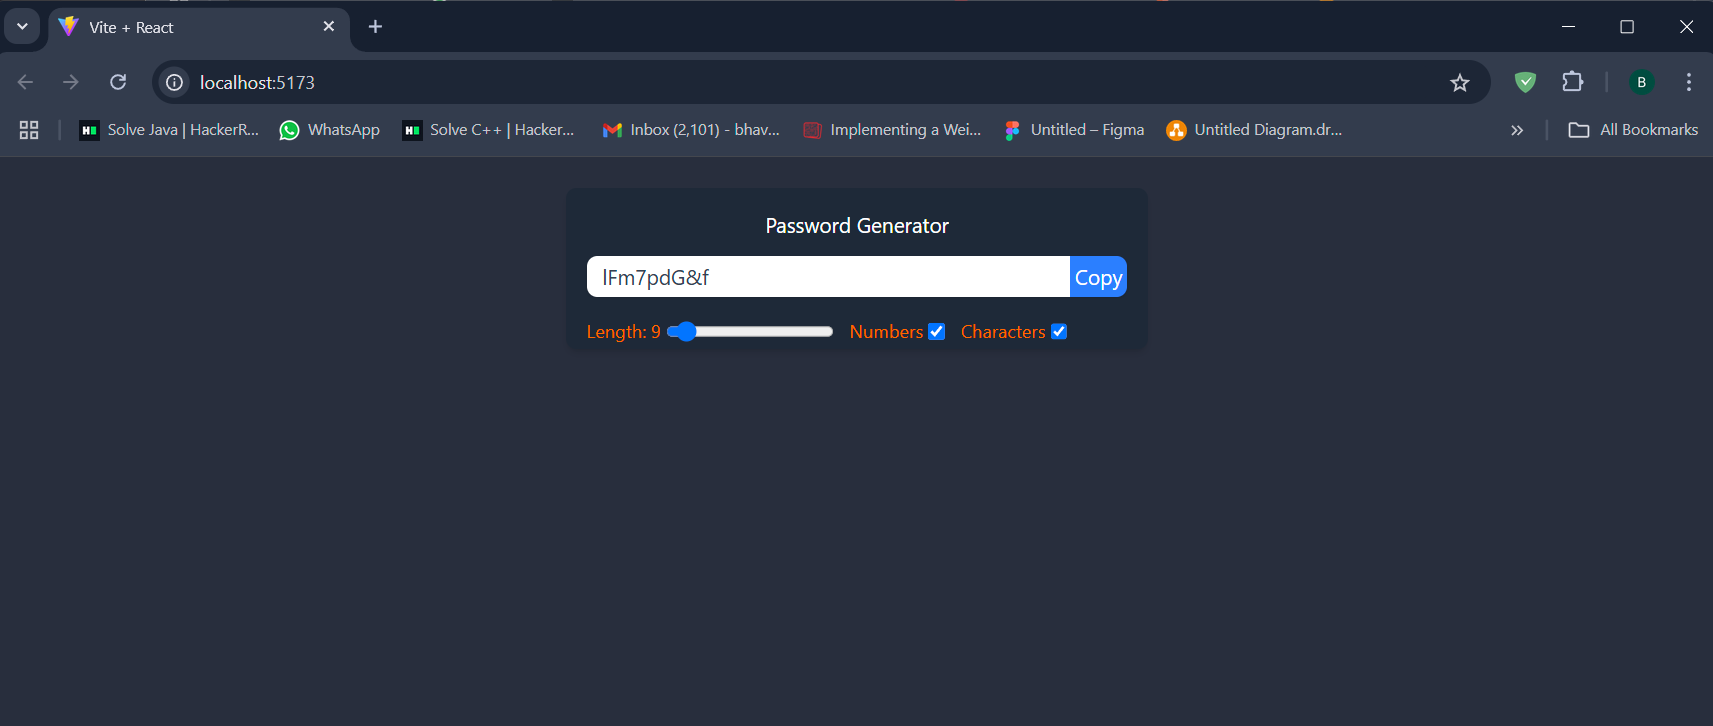 Vite + React
localhost:5173
Solve Java | HackerR... WhatsApp Solve C++ | Hacker... Inbox (2,101) - bhav... Implementing a Wei... Untitled – Figma Untitled Diagram.dr... All Bookmarks
B
Password Generator
lFm7pdG&f Copy
Length: 9 Numbers Characters